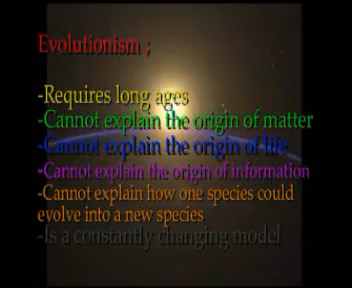 Evolutionism ;
-Requires long ages
-Cannot explain the origin of matter
-Cannot explain the origin of life
-Cannot explain the origin of information
-Cannot explain how one species could
evolve into a new species
-Is a constantly changing model